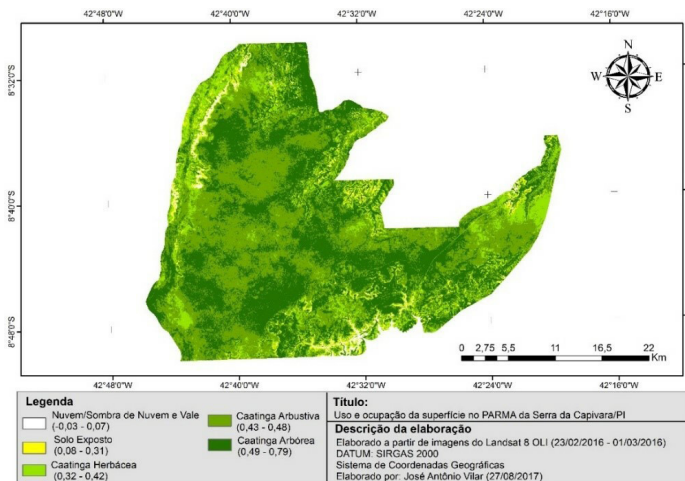 42°48'0"W 42°40'0"W 42°32'0"W 42°24'0"W 42°16'0"W
N
W E
S
8°32'0"S
8°40'0"S
8°48'0"S
0 2,75 5,5 11 16,5 22
Km
42°48'0"W 42°40'0"W 42°32'0"W 42°24'0"W 42°16'0"W
Legenda
Nuvem/Sombra de Nuvem e Vale
(-0,03 - 0,07)
Solo Exposto
(0,08 - 0,31)
Caatinga Herbácea
(0,32 - 0,42)
Caatinga Arbustiva
(0,43 - 0,48)
Caatinga Arbórea
(0,49 - 0,79)
Título:
Uso e ocupação da superfície no PARMA da Serra da Capivara/PI
Descrição da elaboração
Elaborado a partir de imagens do Landsat 8 OLI (23/02/2016 - 01/03/2016)
DATUM: SIRGAS 2000
Sistema de Coordenadas Geográficas
Elaborado por: José Antônio Vilar (27/08/2017)